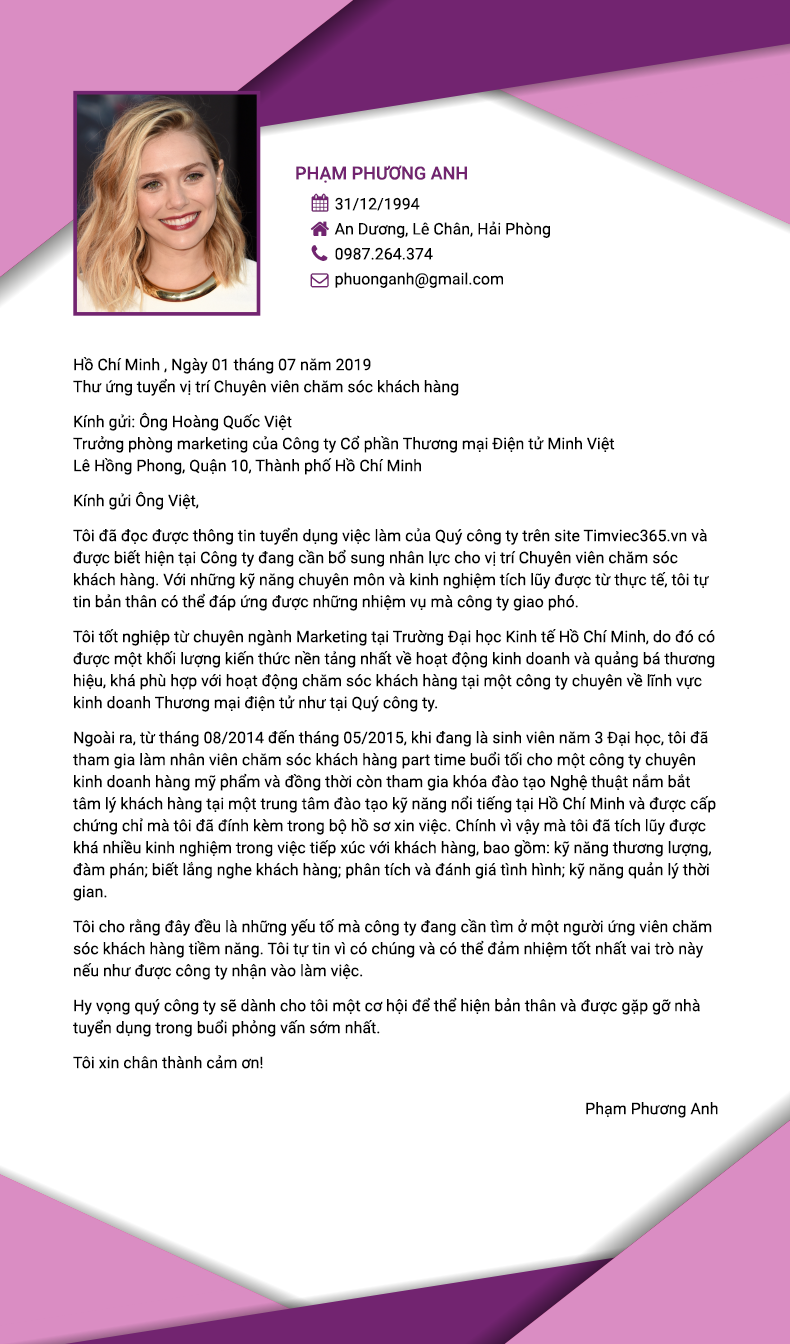 PHẠM PHƯƠNG ANH
31/12/1994
An Dương, Lê Chân, Hải Phòng
0987.264.374
phuonganh@gmail.com
Hồ Chí Minh , Ngày 01 tháng 07 năm 2019
Thư ứng tuyển vị trí Chuyên viên chăm sóc khách hàng
Kính gửi: Ông Hoàng Quốc Việt
Trưởng phòng marketing của Công ty Cổ phần Thương mại Điện tử Minh Việt
Lê Hồng Phong, Quận 10, Thành phố Hồ Chí Minh
Kính gửi Ông Việt,
Tôi đã đọc được thông tin tuyển dụng việc làm của Quý công ty trên site Timviec365.vn và
được biết hiện tại Công ty đang cần bổ sung nhân lực cho vị trí Chuyên viên chăm sóc
khách hàng. Với những kỹ năng chuyên môn và kinh nghiệm tích lũy được từ thực tế, tôi tự
tin bản thân có thể đáp ứng được những nhiệm vụ mà công ty giao phó.
Tôi tốt nghiệp từ chuyên ngành Marketing tại Trường Đại học Kinh tế Hồ Chí Minh, do đó có
được một khối lượng kiến thức nền tảng nhất về hoạt động kinh doanh và quảng bá thương
hiệu, khá phù hợp với hoạt động chăm sóc khách hàng tại một công ty chuyên về lĩnh vực
kinh doanh Thương mại điện tử như tại Quý công ty.
Ngoài ra, từ tháng 08/2014 đến tháng 05/2015, khi đang là sinh viên năm 3 Đại học, tôi đã
tham gia làm nhân viên chăm sóc khách hàng part time buổi tối cho một công ty chuyên
kinh doanh hàng mỹ phẩm và đồng thời còn tham gia khóa đào tạo Nghệ thuật nắm bắt
tâm lý khách hàng tại một trung tâm đào tạo kỹ năng nổi tiếng tại Hồ Chí Minh và được cấp
chứng chỉ mà tôi đã đính kèm trong bộ hồ sơ xin việc. Chính vì vậy mà tôi đã tích lũy được
khá nhiều kinh nghiệm trong việc tiếp xúc với khách hàng, bao gồm: kỹ năng thương lượng,
đàm phán; biết lắng nghe khách hàng; phân tích và đánh giá tình hình; kỹ năng quản lý thời
gian.
Tôi cho rằng đây đều là những yếu tố mà công ty đang cần tìm ở một người ứng viên chăm
sóc khách hàng tiềm năng. Tôi tự tin vì có chúng và có thể đảm nhiệm tốt nhất vai trò này
nếu như được công ty nhận vào làm việc.
Hy vọng quý công ty sẽ dành cho tôi một cơ hội để thể hiện bản thân và được gặp gỡ nhà
tuyển dụng trong buổi phỏng vấn sớm nhất.
Tôi xin chân thành cảm ơn!
Phạm Phương Anh